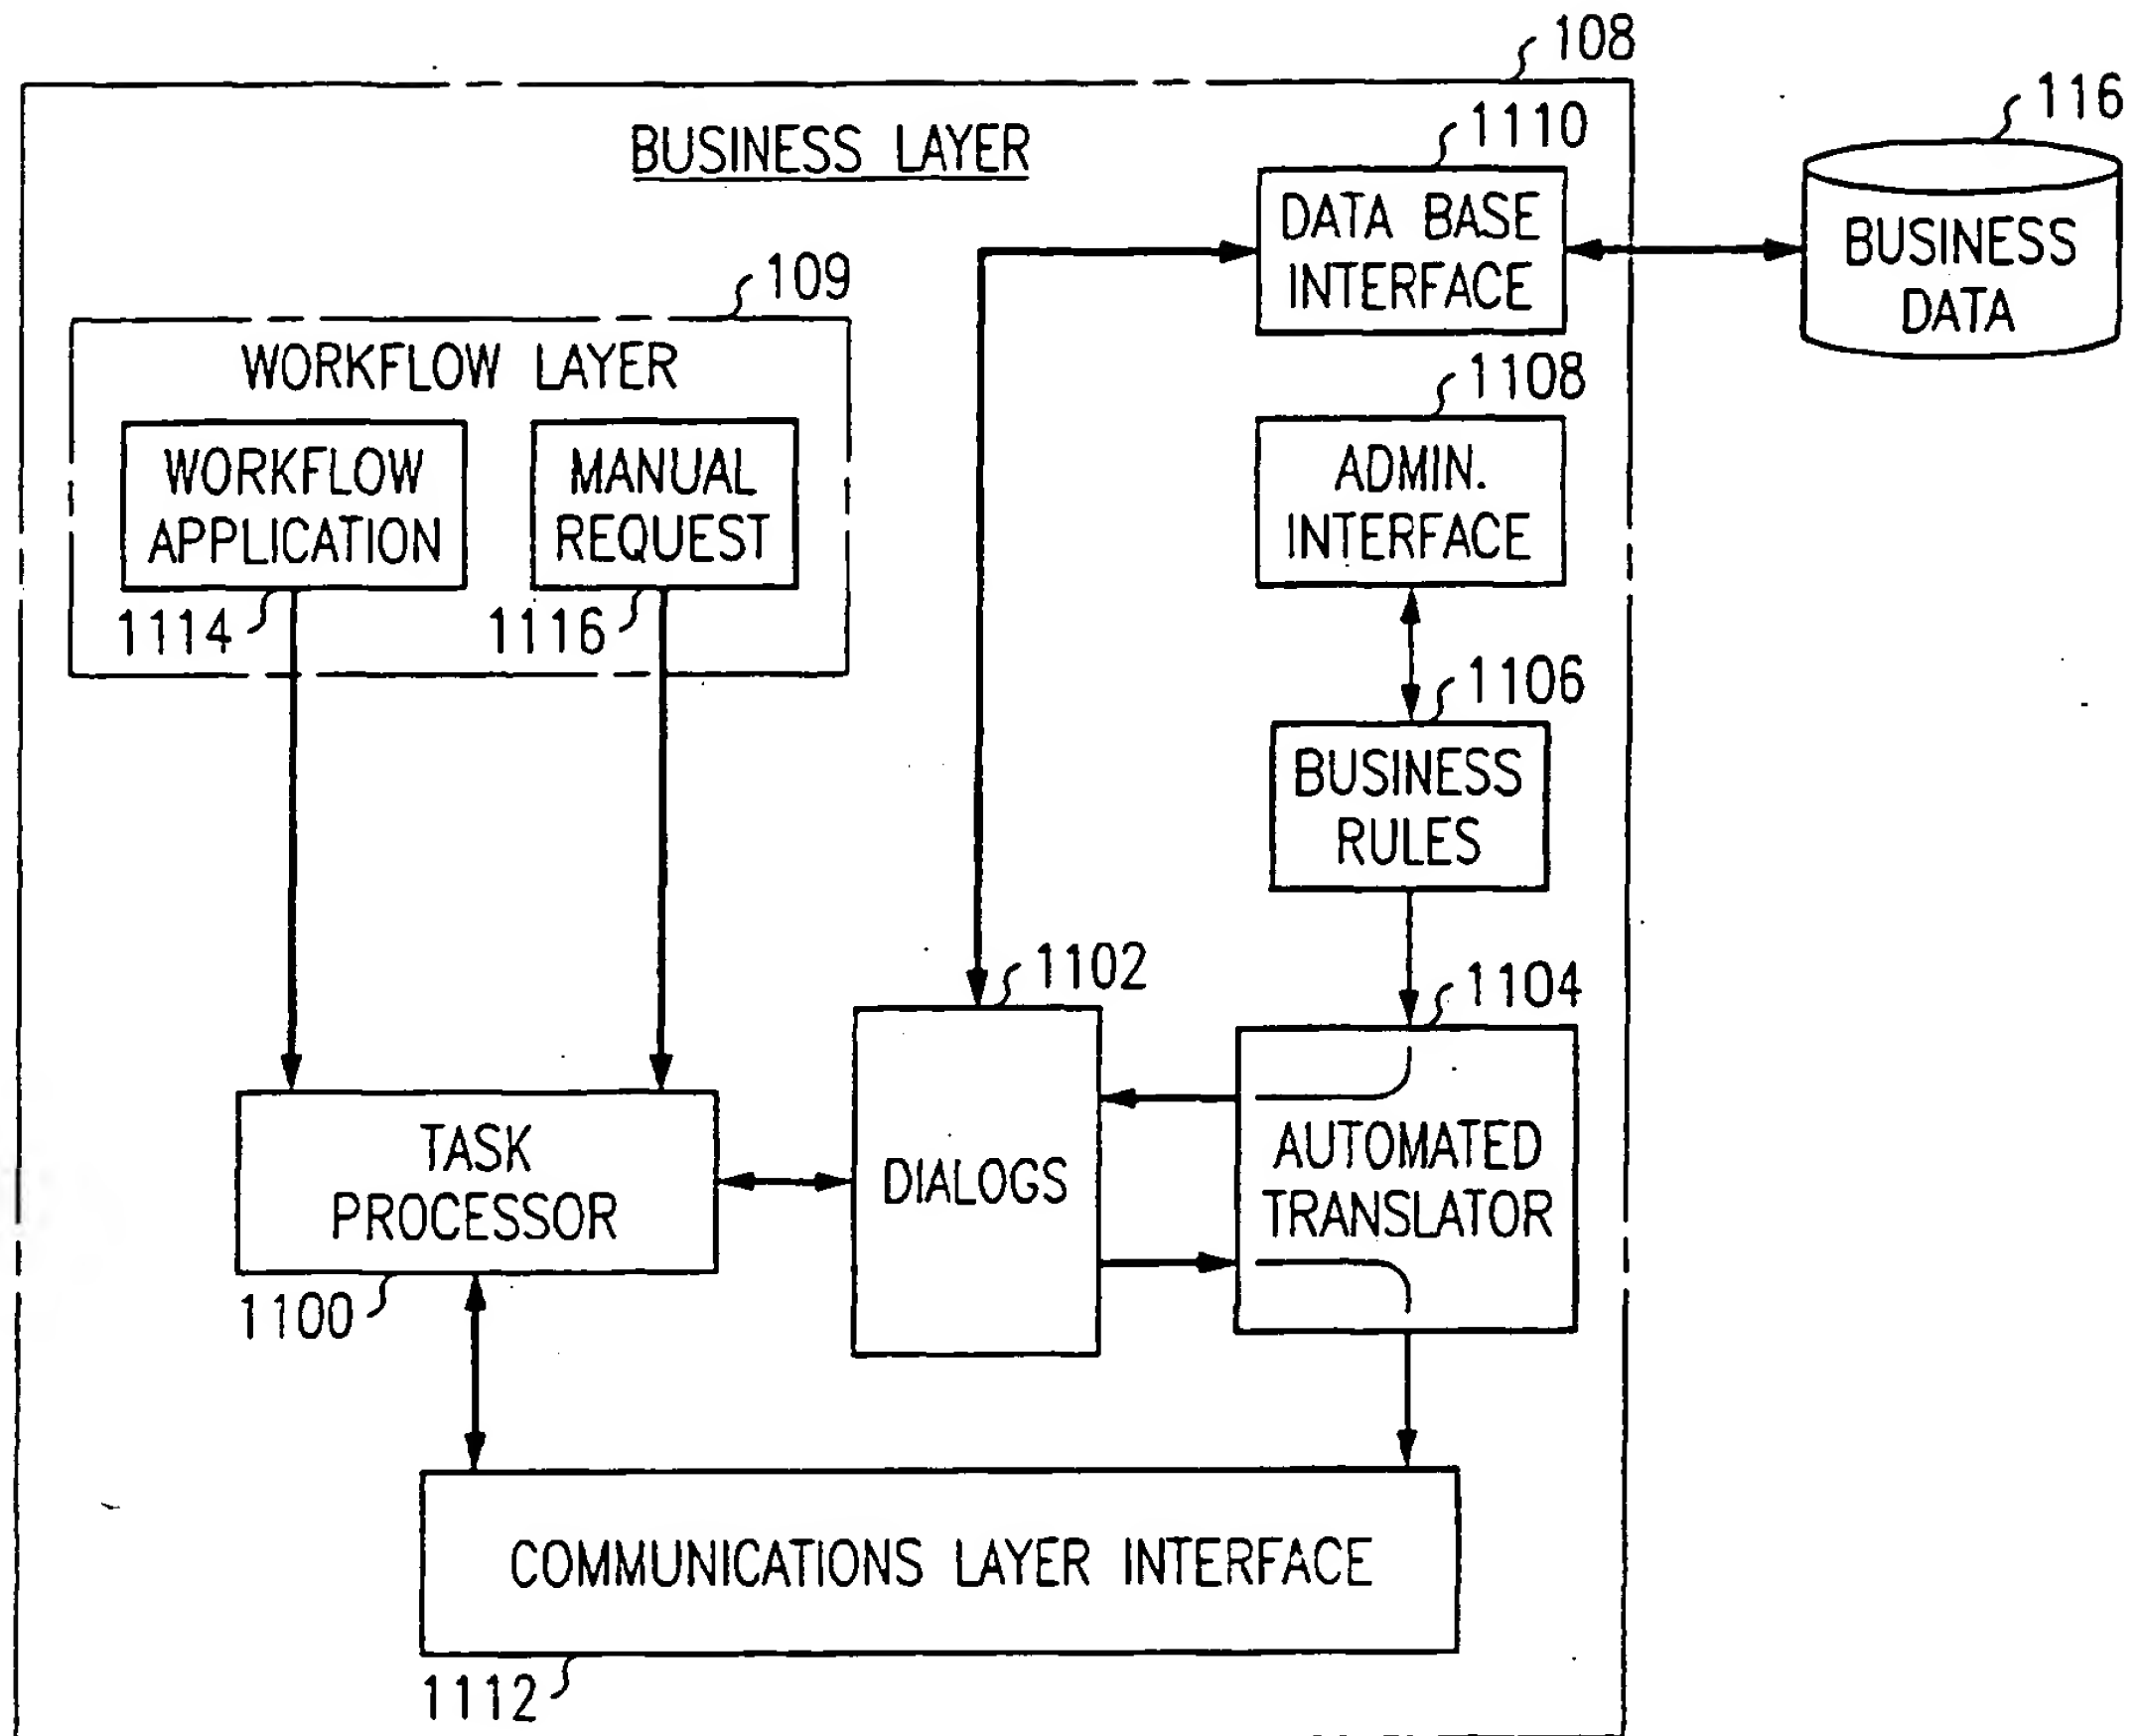 108
116
BUSINESS LAYER
1110
DATA BASE
INTERFACE
BUSINESS
DATA
109
WORKFLOW LAYER
1108
WORKFLOW
APPLICATION
MANUAL
REQUEST
ADMIN.
INTERFACE
1114
1116
1106
BUSINESS
RULES
1102
1104
TASK
PROCESSOR
DIALOGS
AUTOMATED
TRANSLATOR
1100
COMMUNICATIONS LAYER INTERFACE
1112